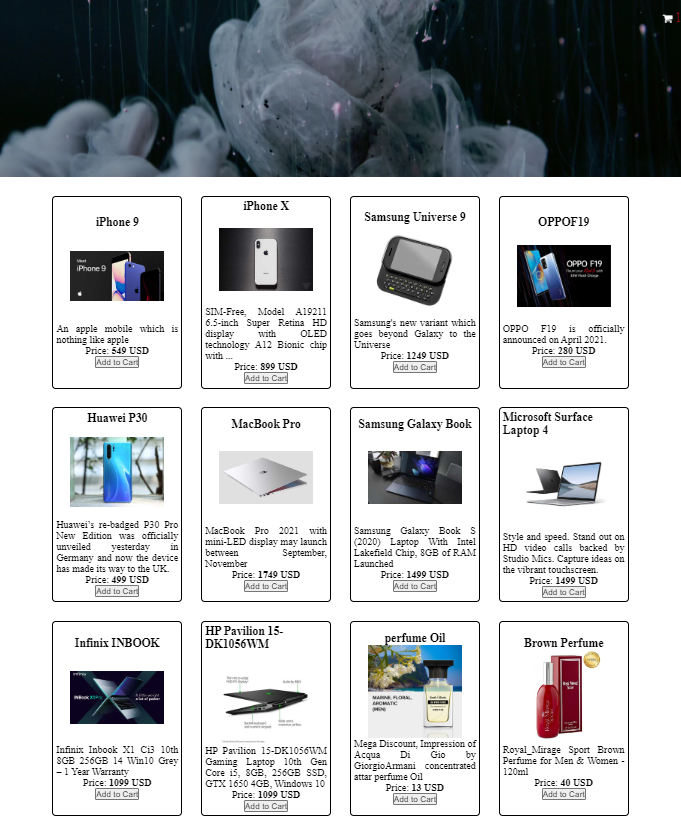 1
iPhone 9
Meet
iPhone 9
An apple mobile which is
nothing like apple
Price: 549 USD
Add to Cart
iPhone X
SIM-Free, Model A19211
6.5-inch Super Retina HD
display with OLED
technology A12 Bionic chip
with ...
Price: 899 USD
Add to Cart
Samsung Universe 9
Samsung's new variant which
goes beyond Galaxy to the
Universe
Price: 1249 USD
Add to Cart
OPPOF19
OPPO F19
OPPO F19 is officially
announced on April 2021.
Price: 280 USD
Add to Cart
Huawei P30
Huawei's re-badged P30 Pro
New Edition was officially
unveiled yesterday in
Germany and now the device
has made its way to the UK.
Price: 499 USD
Add to Cart
MacBook Pro
MacBook Pro 2021 with
mini-LED display may launch
between September,
November
Price: 1749 USD
Add to Cart
Samsung Galaxy Book
Samsung Galaxy Book S
(2020) Laptop With Intel
Lakefield Chip, 8GB of RAM
Launched
Price: 1499 USD
Add to Cart
Microsoft Surface
Laptop 4
Style and speed. Stand out on
HD video calls backed by
Studio Mics. Capture ideas on
the vibrant touchscreen.
Price: 1499 USD
Add to Cart
Infinix INBOOK
Infinix
Infinix Inbook X1 Ci3 10th
8GB 256GB 14 Win10 Grey
– 1 Year Warranty
Price: 1099 USD
Add to Cart
HP Pavilion 15-
DK1056WM
HP Pavilion 15-DK1056WM
Gaming Laptop 10th Gen
Core i5, 8GB, 256GB SSD,
GTX 1650 4GB, Windows 10
Price: 1099 USD
Add to Cart
perfume Oil
MARINE, FLORAL,
AROMATIC
(MEN)
Mega Discount, Impression of
Acqua Di Gio by
GiorgioArmani concentrated
attar perfume Oil
Price: 13 USD
Add to Cart
Brown Perfume
Royal_Mirage Sport Brown
Perfume for Men & Women -
120ml
Price: 40 USD
Add to Cart